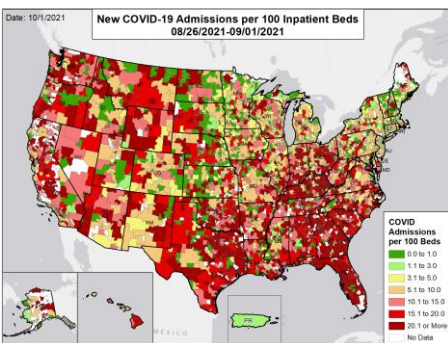 Date: 10/1/2021
New COVID-19 Admissions per 100 Inpatient Beds
08/26/2021-09/01/2021
MEXICO
PR
COVID
Admissions
per 100 Beds
0.0 to 1.0
1.1 to 3.0
3.1 to 5.0
5.1 to 10.0
10.1 to 15.0
15.1 to 20.0
20.1 or More
No Data